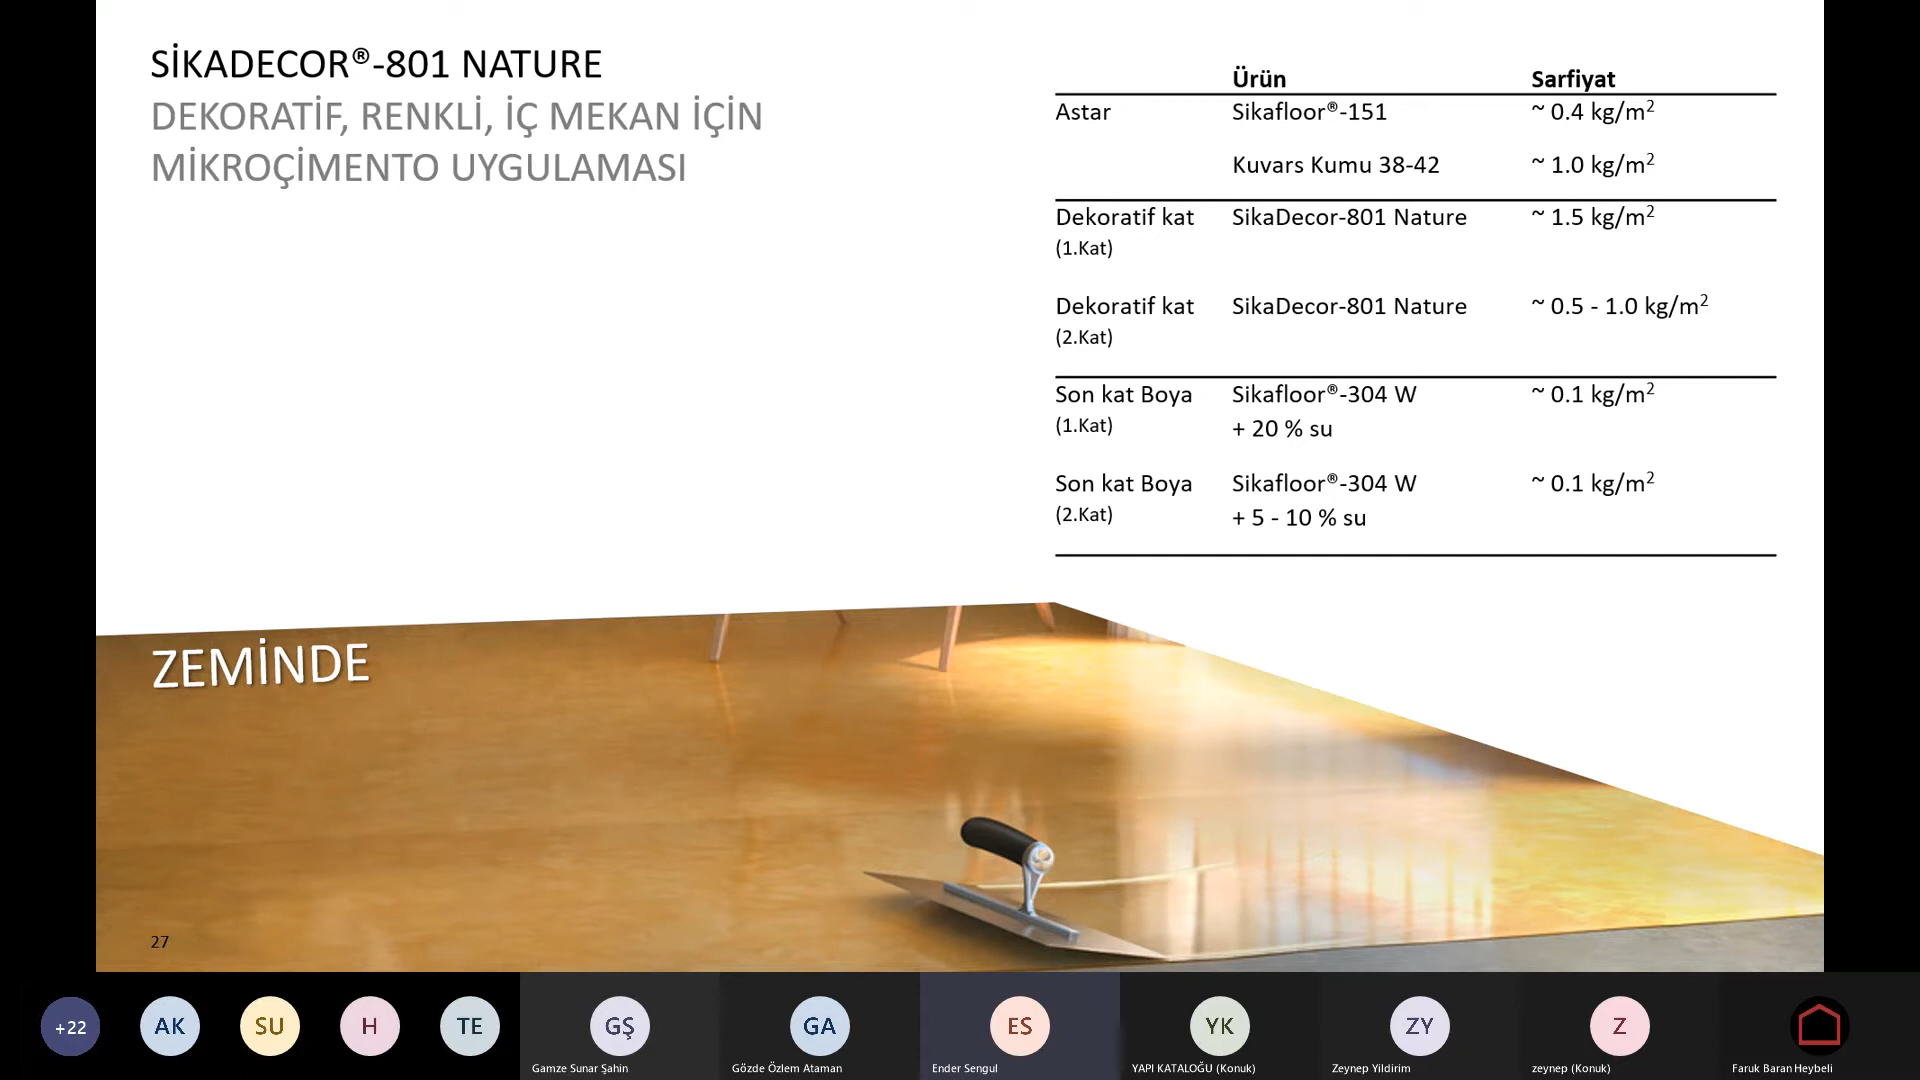 SİKADECOR®-801 NATURE
DEKORATİF, RENKLİ, İÇ MEKAN İÇİN
MİKROÇİMENTO UYGULAMASI
Ürün Sarfiyat
Astar Sikafloor®-151 ~ 0.4 kg/m²
Kuvars Kumu 38-42 ~ 1.0 kg/m²
Dekoratif kat SikaDecor-801 Nature ~ 1.5 kg/m²
(1.Kat)
Dekoratif kat SikaDecor-801 Nature ~ 0.5 - 1.0 kg/m²
(2.Kat)
Son kat Boya Sikafloor®-304 W ~ 0.1 kg/m²
(1.Kat) + 20 % su
Son kat Boya Sikafloor®-304 W ~ 0.1 kg/m²
(2.Kat) + 5 - 10 % su
ZEMİNDE
27
+22 AK SU H TE GŞ GA ES YK ZY Z
Gamze Sunar Şahin Gözde Özlem Ataman Ender Sengul YAPI KATALOĞU (Konuk) Zeynep Yildirim zeynep (Konuk) Faruk Baran Heybeli